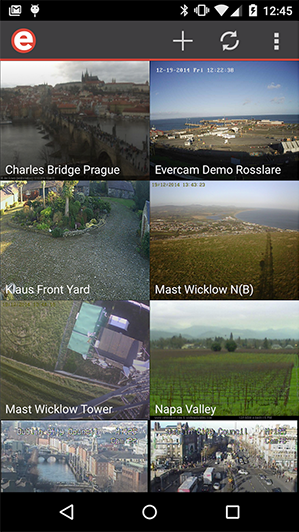 12:45
e
12-19-2014 Fri 12:22:38
Charles Bridge Prague
Evercam Demo Rosslare
19/12/2014 13:43:23
Klaus Front Yard
Mast Wicklow N(B)
Mast Wicklow Tower
Napa Valley
Council